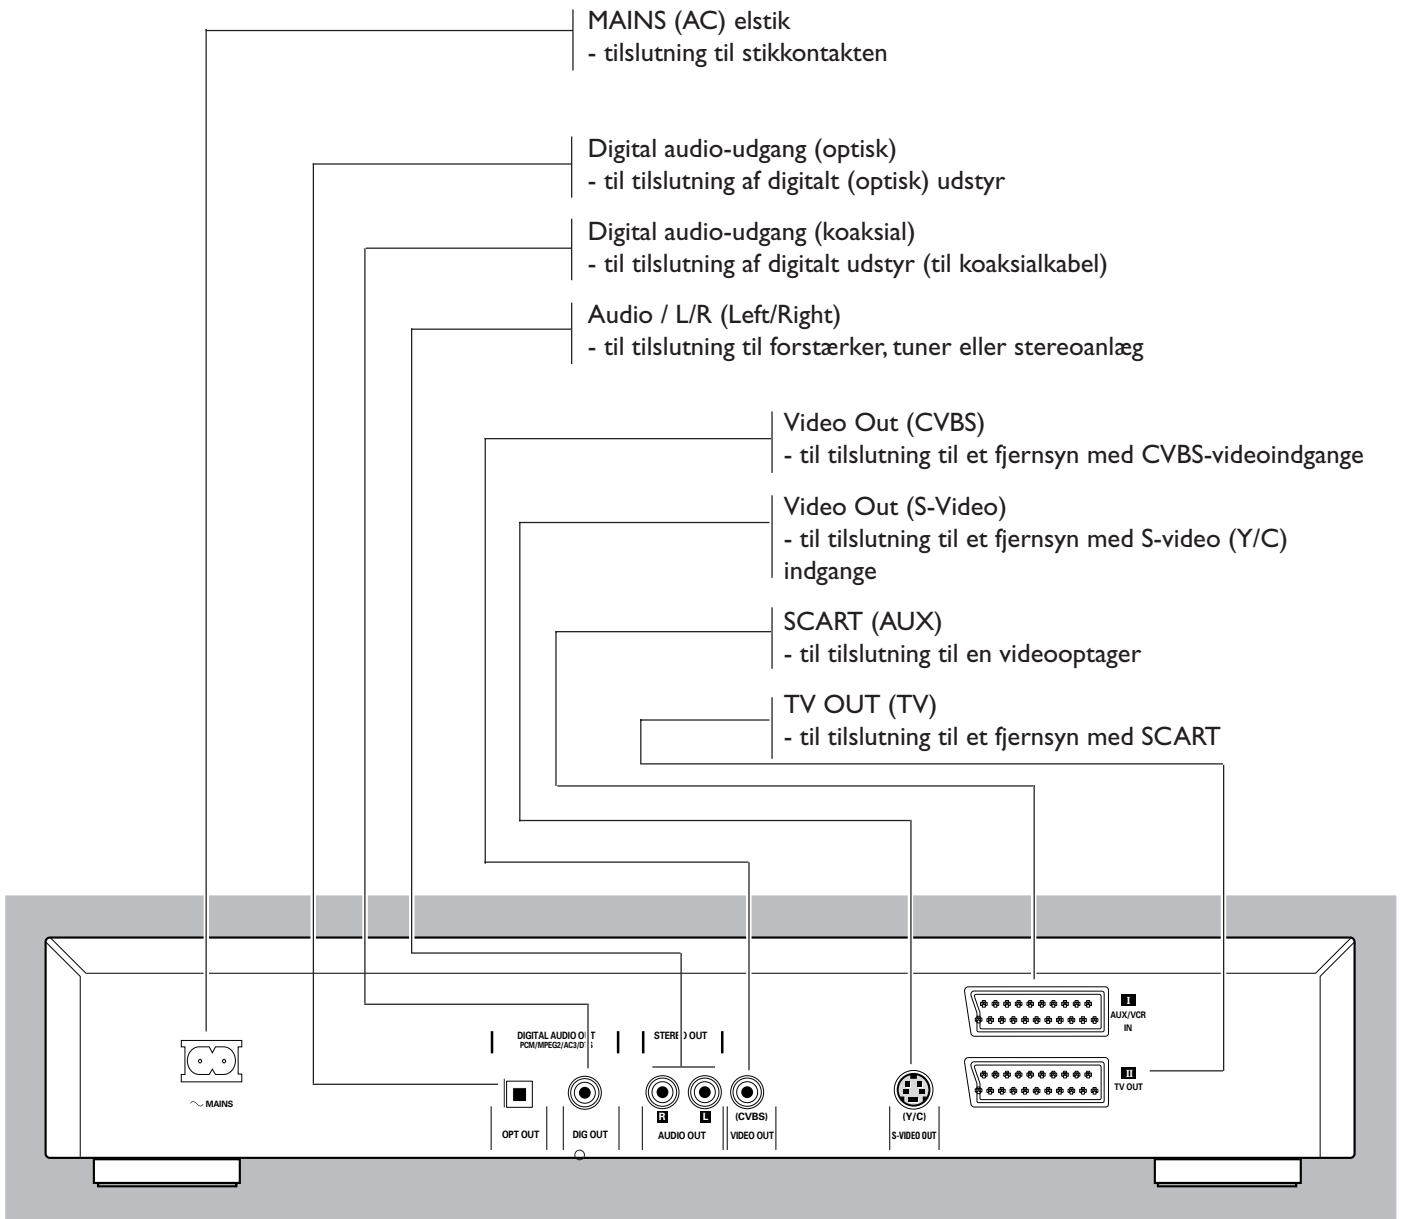 MAINS (AC) elstik
- tilslutning til stikkontakten
Digital audio-udgang (optisk)
- til tilslutning af digitalt (optisk) udstyr
Digital audio-udgang (koaksial)
- til tilslutning af digitalt udstyr (til koaksialkabel)
Audio / L/R (Left/Right)
- til tilslutning til forstærker, tuner eller stereoanlæg
Video Out (CVBS)
- til tilslutning til et fjernsyn med CVBS-videoindgange
Video Out (S-Video)
- til tilslutning til et fjernsyn med S-video (Y/C)
indgange
SCART (AUX)
- til tilslutning til en videooptager
TV OUT (TV)
- til tilslutning til et fjernsyn med SCART
I
AUX/VCR
IN
DIGITAL AUDIO OUT
PCM/MPEG2/AC3/DTS
STEREO OUT
II
TV OUT
~ MAINS
R
L
(CVBS)
(Y/C)
OPT OUT
DIG OUT
AUDIO OUT
VIDEO OUT
S-VIDEO OUT